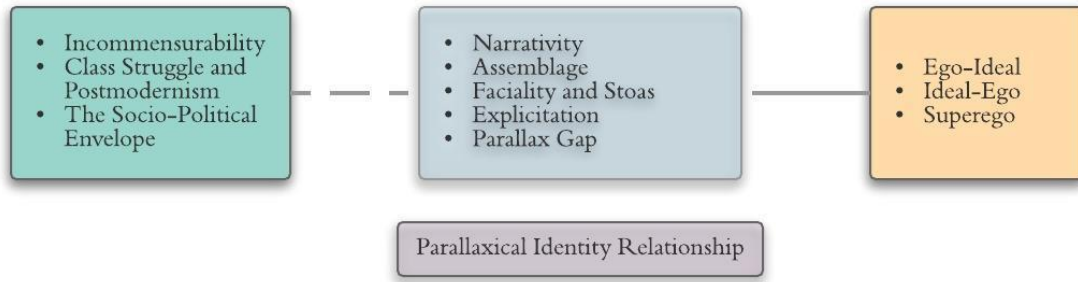 • Incommensurability
• Class Struggle and
Postmodernism
• The Socio-Political
Envelope
• Narrativity
• Assemblage
• Faciality and Stoas
• Explicitation
• Parallax Gap
• Ego-Ideal
• Ideal-Ego
• Superego
Parallaxical Identity Relationship